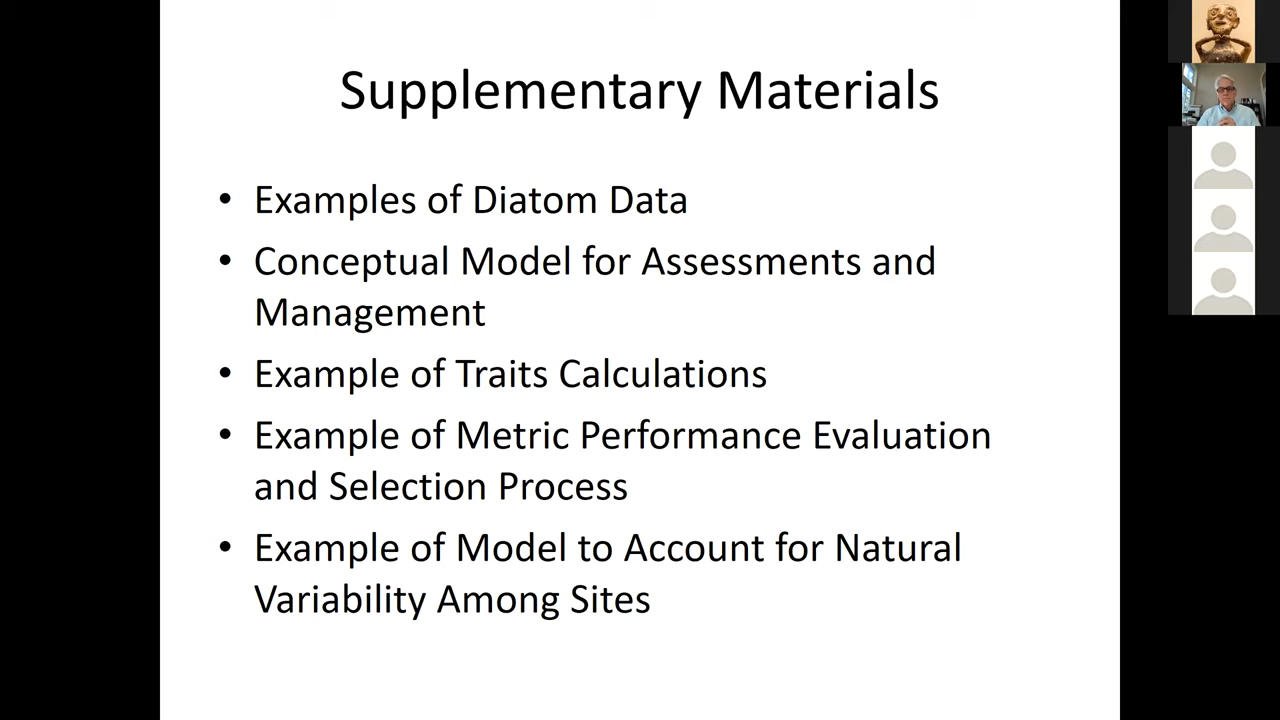 Supplementary Materials
• Examples of Diatom Data
• Conceptual Model for Assessments and
Management
• Example of Traits Calculations
• Example of Metric Performance Evaluation
and Selection Process
• Example of Model to Account for Natural
Variability Among Sites